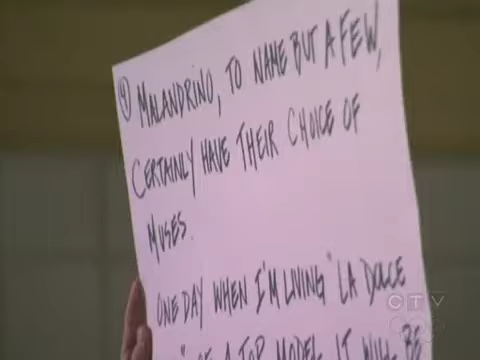 4 MALANDRINO, TO NAME BUT A FEW,
CERTAINLY HAVE THEIR CHOICE OF
MUSES.
ONE DAY WHEN I'M LIVING "LA DOLCE
" OF A TOP MODEL, IT WILL BE
CTV